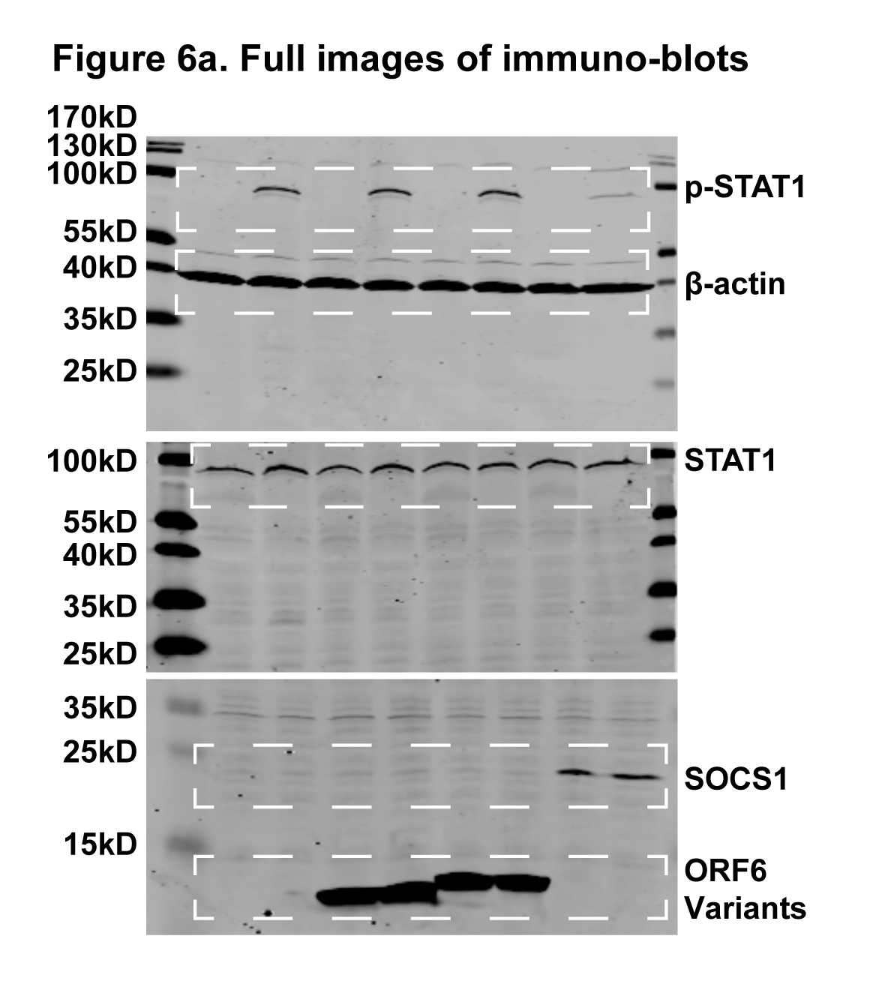 Figure 6a. Full images of immuno-blots
170kD
130kD
100kD
p-STAT1
55kD
40kD
β-actin
35kD
25kD
100kD
STAT1
55kD
40kD
35kD
25kD
35kD
25kD
SOCS1
15kD
ORF6
Variants